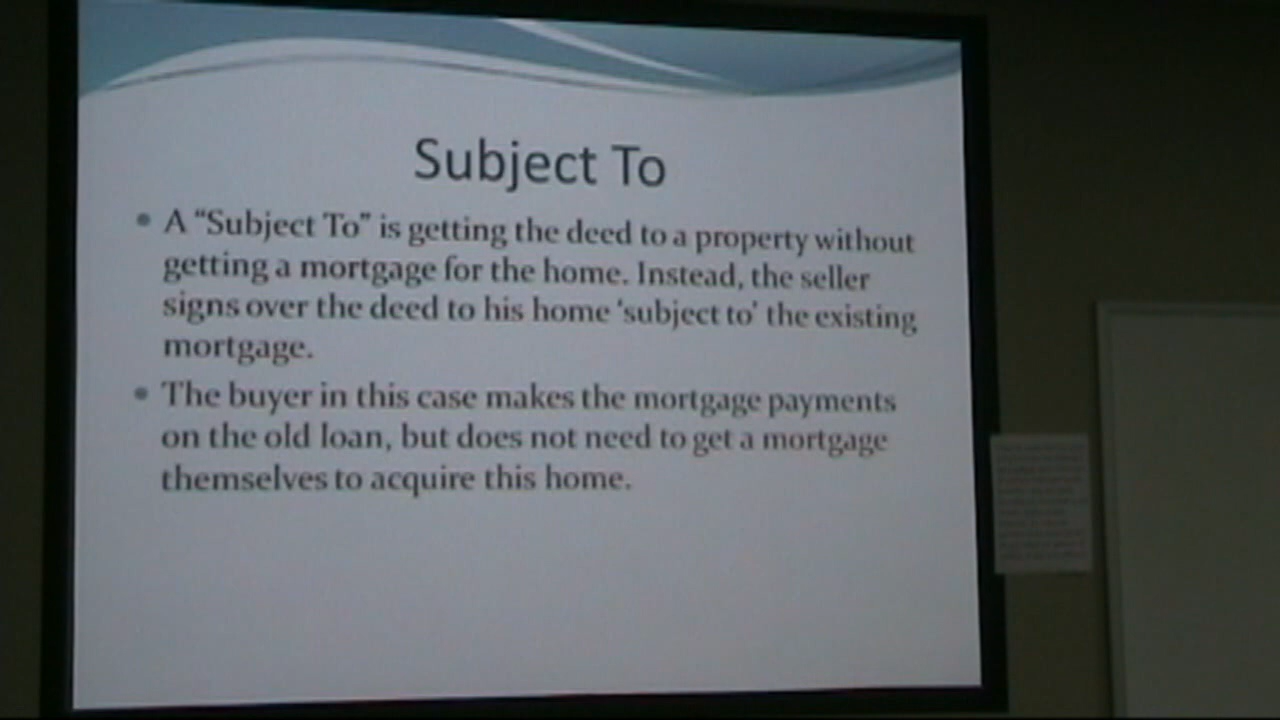 Subject To
• A “Subject To” is getting the deed to a property without
getting a mortgage for the home. Instead, the seller
signs over the deed to his home ‘subject to’ the existing
mortgage.
• The buyer in this case makes the mortgage payments
on the old loan, but does not need to get a mortgage
themselves to acquire this home.